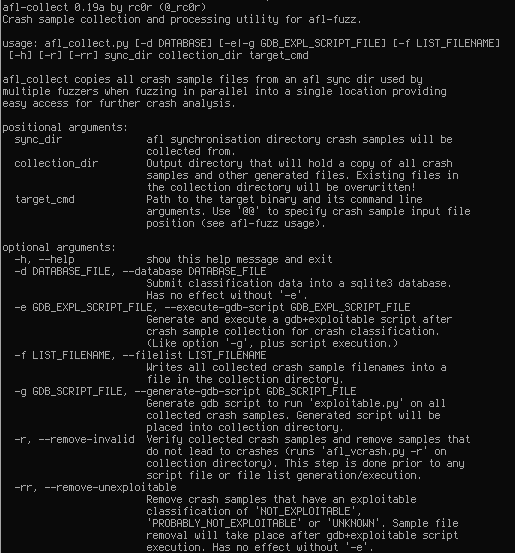 afl-collect 0.19a by rc0r (@_rc0r)
Crash sample collection and processing utility for afl-fuzz.
usage: afl_collect.py [-d DATABASE] [-e|-g GDB_EXPL_SCRIPT_FILE] [-f LIST_FILENAME]
[-h] [-r] [-rr] sync_dir collection_dir target_cmd
afl_collect copies all crash sample files from an afl sync dir used by
multiple fuzzers when fuzzing in parallel into a single location providing
easy access for further crash analysis.
positional arguments:
sync_dir afl synchronisation directory crash samples will be
collected from.
collection_dir Output directory that will hold a copy of all crash
samples and other generated files. Existing files in
the collection directory will be overwritten!
target_cmd Path to the target binary and its command line
arguments. Use '@@' to specify crash sample input file
position (see afl-fuzz usage).
optional arguments:
-h, --help show this help message and exit
-d DATABASE_FILE, --database DATABASE_FILE
Submit classification data into a sqlite3 database.
Has no effect without '-e'.
-e GDB_EXPL_SCRIPT_FILE, --execute-gdb-script GDB_EXPL_SCRIPT_FILE
Generate and execute a gdb+exploitable script after
crash sample collection for crash classification.
(Like option '-g', plus script execution.)
-f LIST_FILENAME, --filelist LIST_FILENAME
Writes all collected crash sample filenames into a
file in the collection directory.
-g GDB_SCRIPT_FILE, --generate-gdb-script GDB_SCRIPT_FILE
Generate gdb script to run 'exploitable.py' on all
collected crash samples. Generated script will be
placed into collection directory.
-r, --remove-invalid Verify collected crash samples and remove samples that
do not lead to crashes (runs 'afl_vcrash.py -r' on
collection directory). This step is done prior to any
script file or file list generation/execution.
-rr, --remove-unexploitable
Remove crash samples that have an exploitable
classification of 'NOT_EXPLOITABLE',
'PROBABLY_NOT_EXPLOITABLE' or 'UNKNOWN'. Sample file
removal will take place after gdb+exploitable script
execution. Has no effect without '-e'.